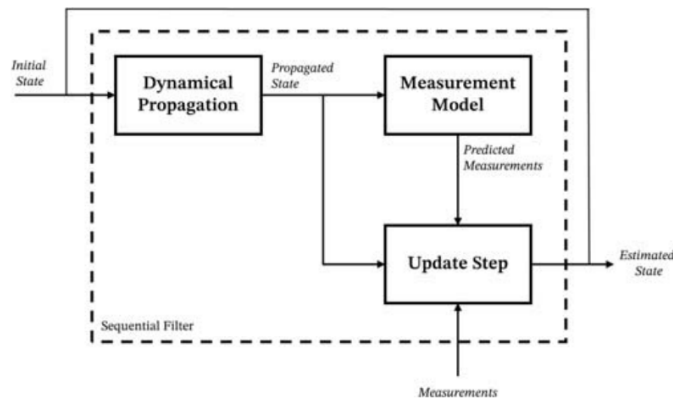 Initial
State
Dynamical
Propagation
Propagated
State
Measurement
Model
Predicted
Measurements
Update Step
Estimated
State
Sequential Filter
Measurements